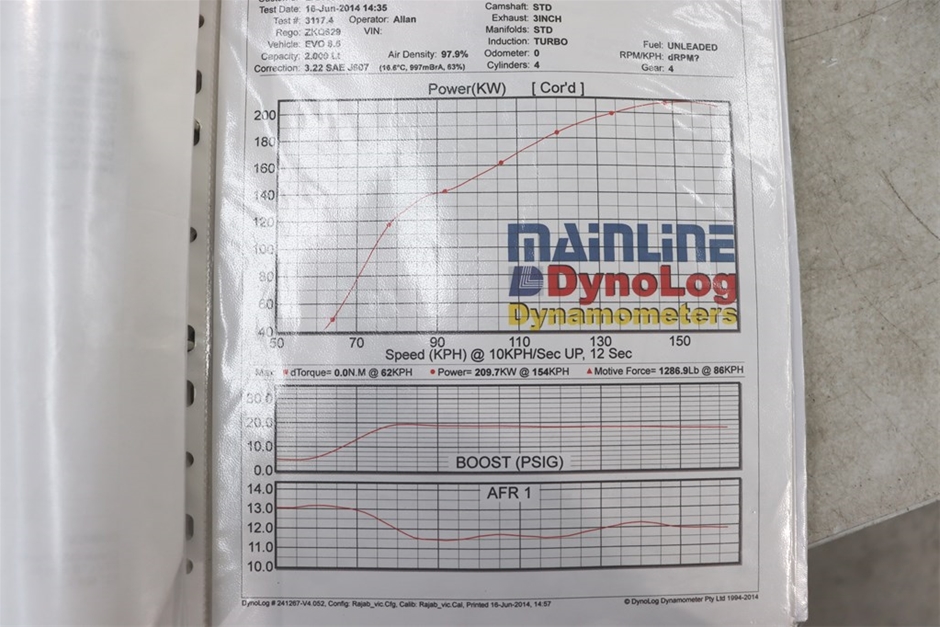 Test Date: 16-Jun-2014 14:35
Test #: 3117.4 Operator: Allan
Rego: ZKO529 VIN:
Vehicle: EVO 8.5
Capacity: 2.000 Lt Air Density: 97.9%
Correction: 3.22 SAE J607 (16.6°C, 997mBrA, 63%)
Camshaft: STD
Exhaust: 3INCH
Manifolds: STD
Induction: TURBO
Odometer: 0
Cylinders: 4
Fuel: UNLEADED
RPM/KPH: dRPM?
Gear: 4
Power(KW) [ Cor'd ]
200
180
160
140
120
100
80
60
40
50 70 90 110 130 150
MAINLINE
DynoLog
Dynamometers
Speed (KPH) @ 10KPH/Sec UP, 12 Sec
Max: dTorque= 0.0N.M @ 62KPH Power= 209.7KW @ 154KPH Motive Force= 1286.9Lb @ 86KPH
30.0
20.0
10.0
0.0
BOOST (PSIG)
14.0
13.0
12.0
11.0
10.0
AFR 1
DynoLog # 241267-V4.052, Config: Rajab_vic.Cfg, Calib: Rajab_vic.Cal, Printed 16-Jun-2014, 14:57
© DynoLog Dynamometer Pty Ltd 1994-2014